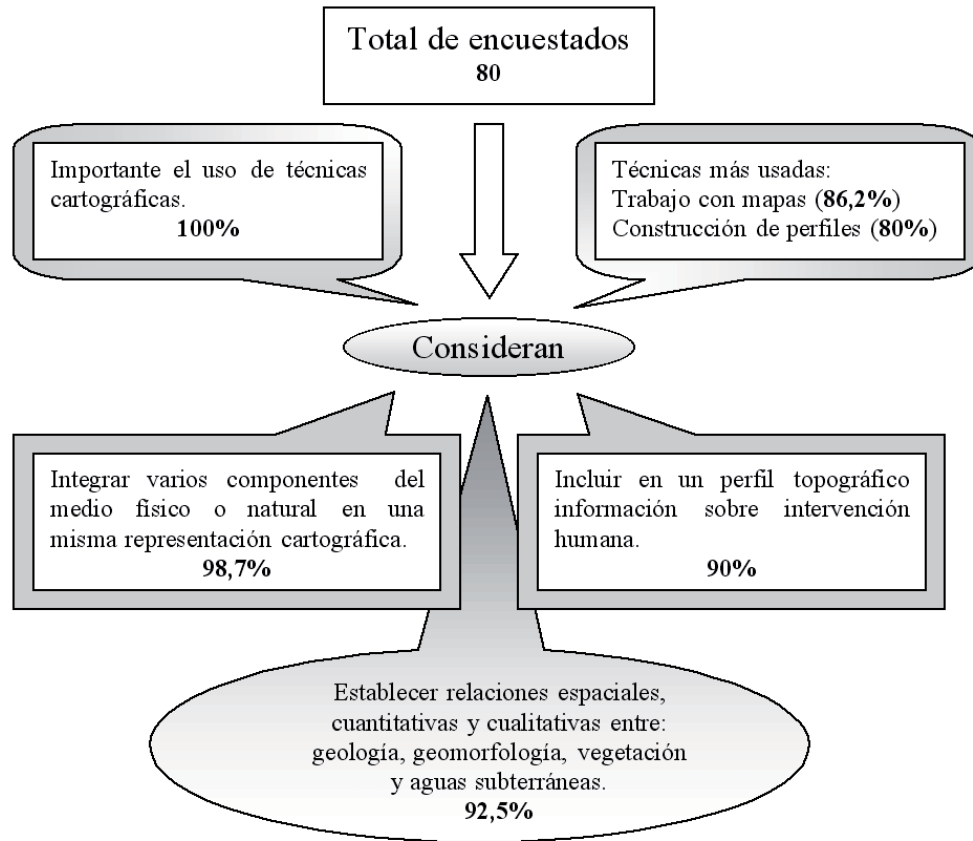 Total de encuestados
80
Importante el uso de técnicas
cartográficas.
100%
Técnicas más usadas:
Trabajo con mapas (86,2%)
Construcción de perfiles (80%)
Consideran
Integrar varios componentes del
medio físico o natural en una
misma representación cartográfica.
98,7%
Incluir en un perfil topográfico
información sobre intervención
humana.
90%
Establecer relaciones espaciales,
cuantitativas y cualitativas entre:
geología, geomorfología, vegetación
y aguas subterráneas.
92,5%